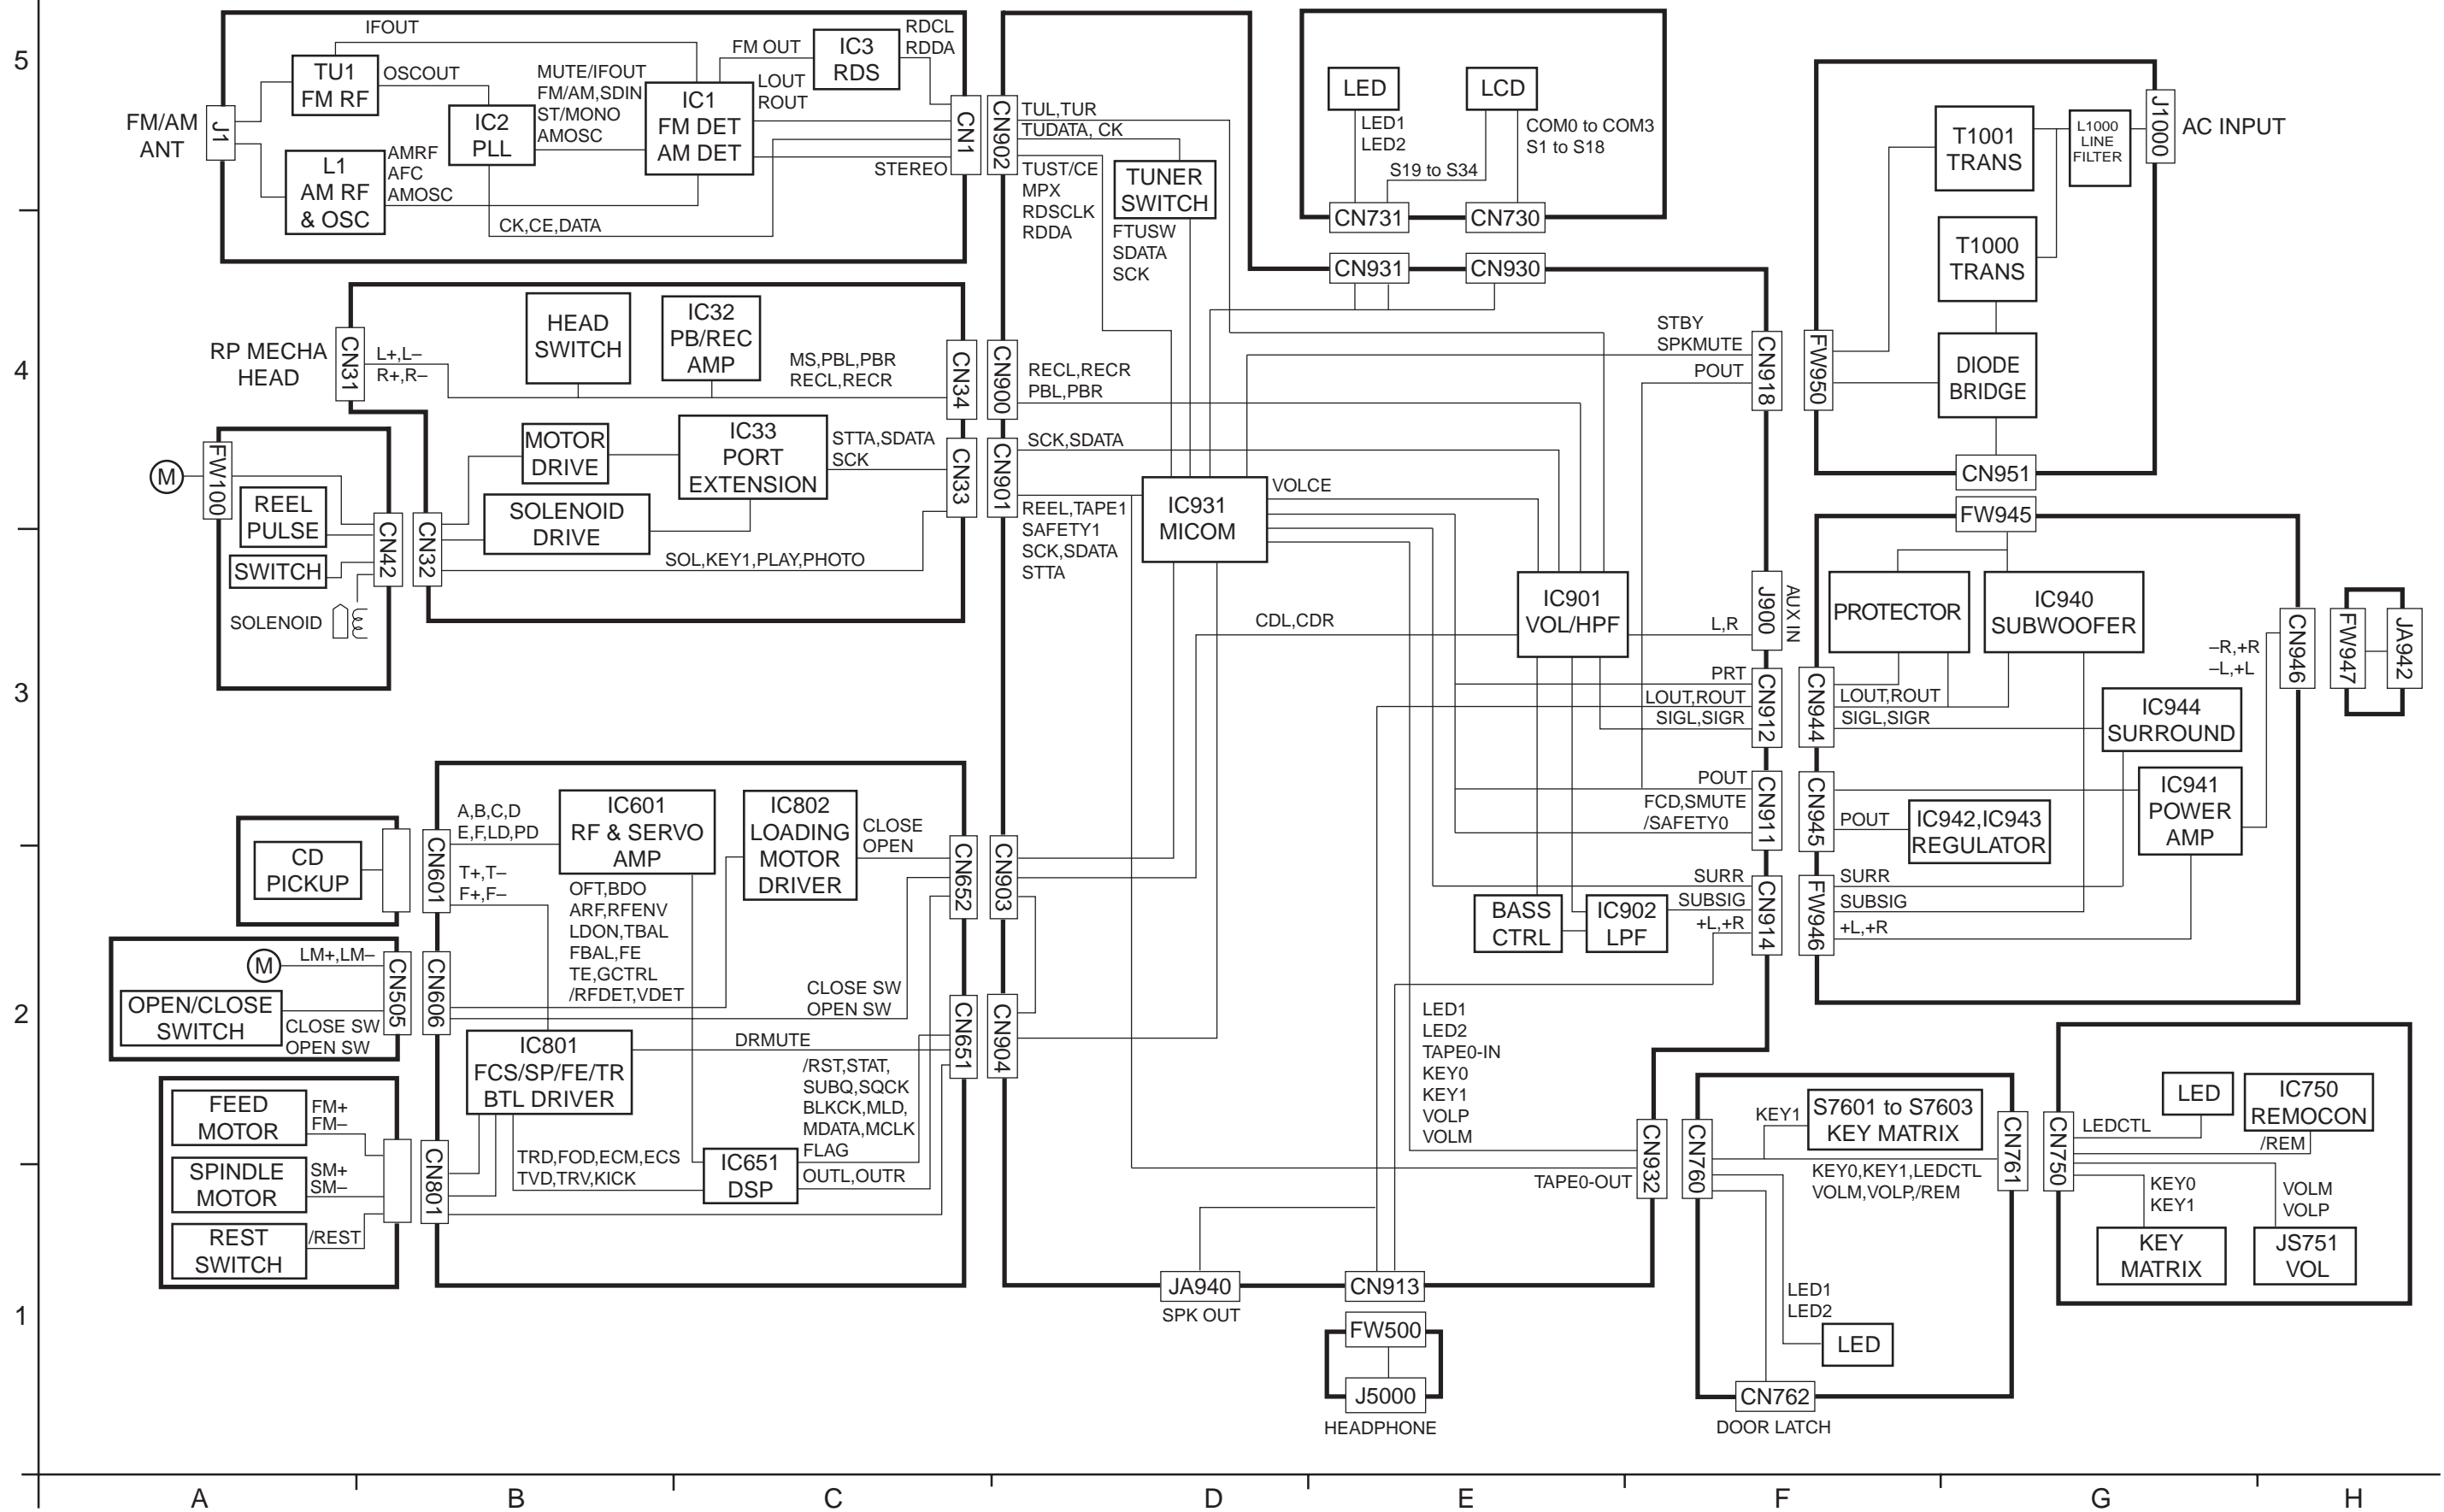 5
4
3
2
1
A
B
C
D
E
F
G
H
FM/AM
ANT
J1
IFOUT
TU1
FM RF
OSCOUT
L1
AM RF
& OSC
AMRF
AFC
AMOSC
IC2
PLL
MUTE/IFOUT
FM/AM,SDIN
ST/MONO
AMOSC
IC1
FM DET
AM DET
FM OUT
IC3
RDS
RDCL
RDDA
LOUT
ROUT
STEREO
CK,CE,DATA
CN1
CN902
TUL,TUR
TUDATA, CK
TUST/CE
MPX
RDSCLK
RDDA
TUNER
SWITCH
FTUSW
SDATA
SCK
LED
LCD
LED1
LED2
COM0 to COM3
S1 to S18
S19 to S34
CN731
CN730
CN931
CN930
T1001
TRANS
L1000
LINE
FILTER
J1000
AC INPUT
T1000
TRANS
DIODE
BRIDGE
FW950
CN951
RP MECHA
HEAD
CN31
L+,L–
R+,R–
HEAD
SWITCH
IC32
PB/REC
AMP
MS,PBL,PBR
RECL,RECR
CN34
CN900
RECL,RECR
PBL,PBR
STBY
SPKMUTE
POUT
CN918
M
FW100
REEL
PULSE
SWITCH
SOLENOID
CN42
CN32
MOTOR
DRIVE
SOLENOID
DRIVE
IC33
PORT
EXTENSION
STTA,SDATA
SCK
SOL,KEY1,PLAY,PHOTO
CN33
CN901
SCK,SDATA
REEL,TAPE1
SAFETY1
SCK,SDATA
STTA
IC931
MICOM
VOLCE
IC901
VOL/HPF
CDL,CDR
L,R
J900
AUX IN
PRT
LOUT,ROUT
SIGL,SIGR
CN912
POUT
FCD,SMUTE
/SAFETY0
CN911
SURR
SUBSIG
+L,+R
CN914
BASS
CTRL
IC902
LPF
FW945
PROTECTOR
IC940
SUBWOOFER
CN944
LOUT,ROUT
SIGL,SIGR
IC944
SURROUND
–R,+R
–L,+L
CN946
FW947
JA942
CN945
POUT
IC942,IC943
REGULATOR
IC941
POWER
AMP
FW946
SURR
SUBSIG
+L,+R
CD
PICKUP
CN601
A,B,C,D
E,F,LD,PD
T+,T–
F+,F–
IC601
RF & SERVO
AMP
OFT,BDO
ARF,RFENV
LDON,TBAL
FBAL,FE
TE,GCTRL
/RFDET,VDET
IC802
LOADING
MOTOR
DRIVER
CLOSE
OPEN
CN652
CN903
M
LM+,LM–
OPEN/CLOSE
SWITCH
CLOSE SW
OPEN SW
CN505
CN606
CLOSE SW
OPEN SW
IC801
FCS/SP/FE/TR
BTL DRIVER
DRMUTE
/RST,STAT,
SUBQ,SQCK
BLKCK,MLD,
MDATA,MCLK
FLAG
CN651
CN904
FEED
MOTOR
FM+
FM–
SPINDLE
MOTOR
SM+
SM–
REST
SWITCH
/REST
CN801
TRD,FOD,ECM,ECS
TVD,TRV,KICK
IC651
DSP
OUTL,OUTR
LED1
LED2
TAPE0-IN
KEY0
KEY1
VOLP
VOLM
TAPE0-OUT
CN932
JA940
SPK OUT
CN913
FW500
J5000
HEADPHONE
CN760
KEY1
S7601 to S7603
KEY MATRIX
KEY0,KEY1,LEDCTL
VOLM,VOLP,/REM
CN761
LED1
LED2
LED
CN762
DOOR LATCH
CN750
LEDCTL
LED
IC750
REMOCON
/REM
KEY0
KEY1
VOLM
VOLP
KEY
MATRIX
JS751
VOL